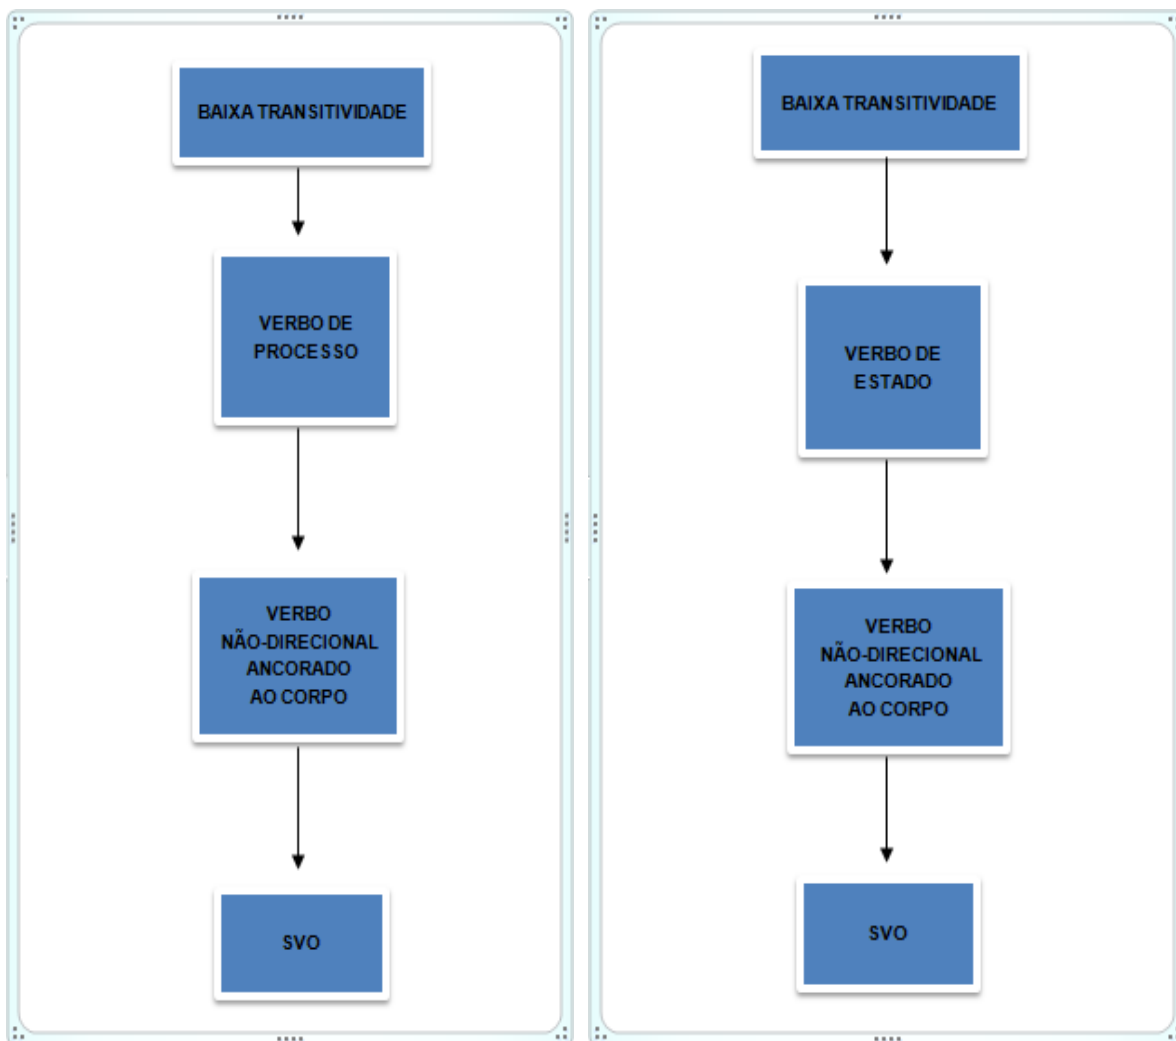 BAIXA TRANSITIVIDADE
VERBO DE
PROCESSO
VERBO
NÃO-DIRECIONAL
ANCORADO
AO CORPO
SVO
BAIXA TRANSITIVIDADE
VERBO DE
ESTADO
VERBO
NÃO-DIRECIONAL
ANCORADO
AO CORPO
SVO